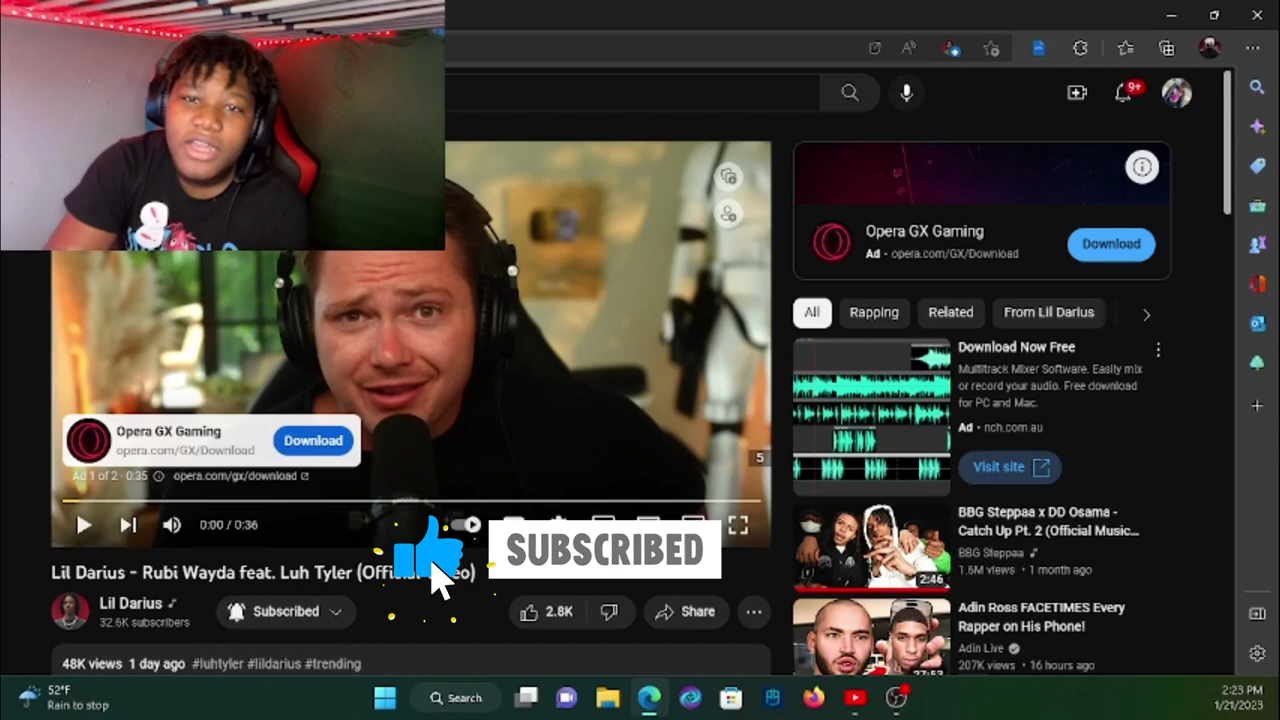 9+
Opera GX Gaming
Ad • opera.com/GX/Download
Download
All
Rapping
Related
From Lil Darius
Download Now Free
Multitrack Mixer Software. Easily mix
or record your audio. Free download
for PC and Mac.
Ad • nch.com.au
Visit site
Opera GX Gaming
opera.com/GX/Download
Download
Ad 1 of 2 · 0:35
opera.com/gx/download
5
0:00 / 0:36
SUBSCRIBED
BBG Steppaa x DD Osama -
Catch Up Pt. 2 (Official Music...
BBG Steppaa
1.6M views • 1 month ago
2:46
Lil Darius - Rubi Wayda feat. Luh Tyler
Lil Darius
32.6K subscribers
Subscribed
2.8K
Share
Adin Ross FACETIMES Every
Rapper on His Phone!
Adin Live
207K views • 16 hours ago
48K views 1 day ago #luhtyler #lildarius #trending
52°F
Rain to stop
Search
2:23 PM
1/21/2023